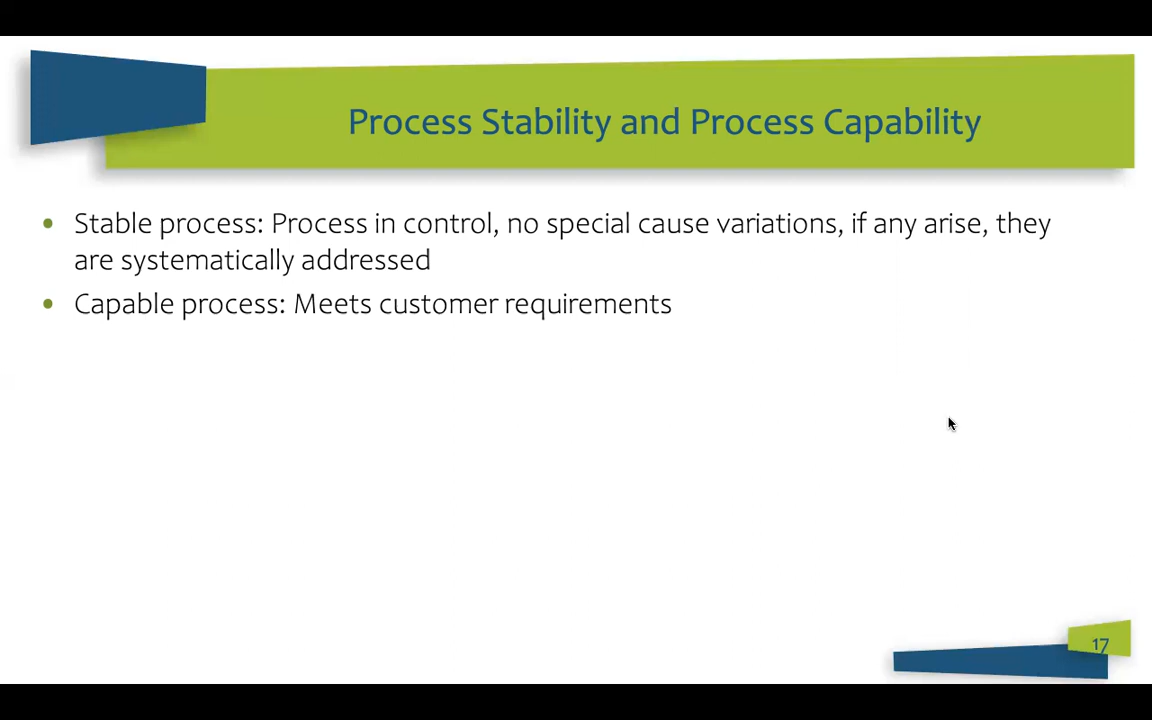 Process Stability and Process Capability
• Stable process: Process in control, no special cause variations, if any arise, they
are systematically addressed
• Capable process: Meets customer requirements
17